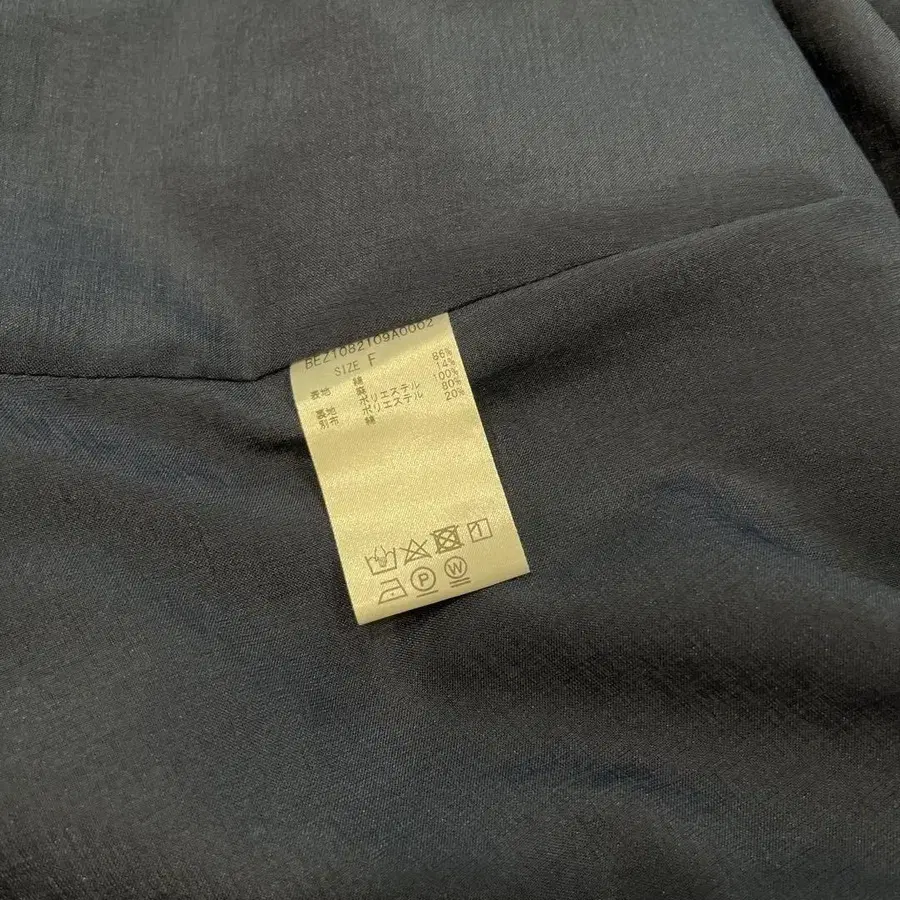 BEZ1082109A0002
SIZE F
表地 綿 86%
麻 14%
裏地 ポリエステル 100%
別布 ポリエステル 80%
綿 20%
P W